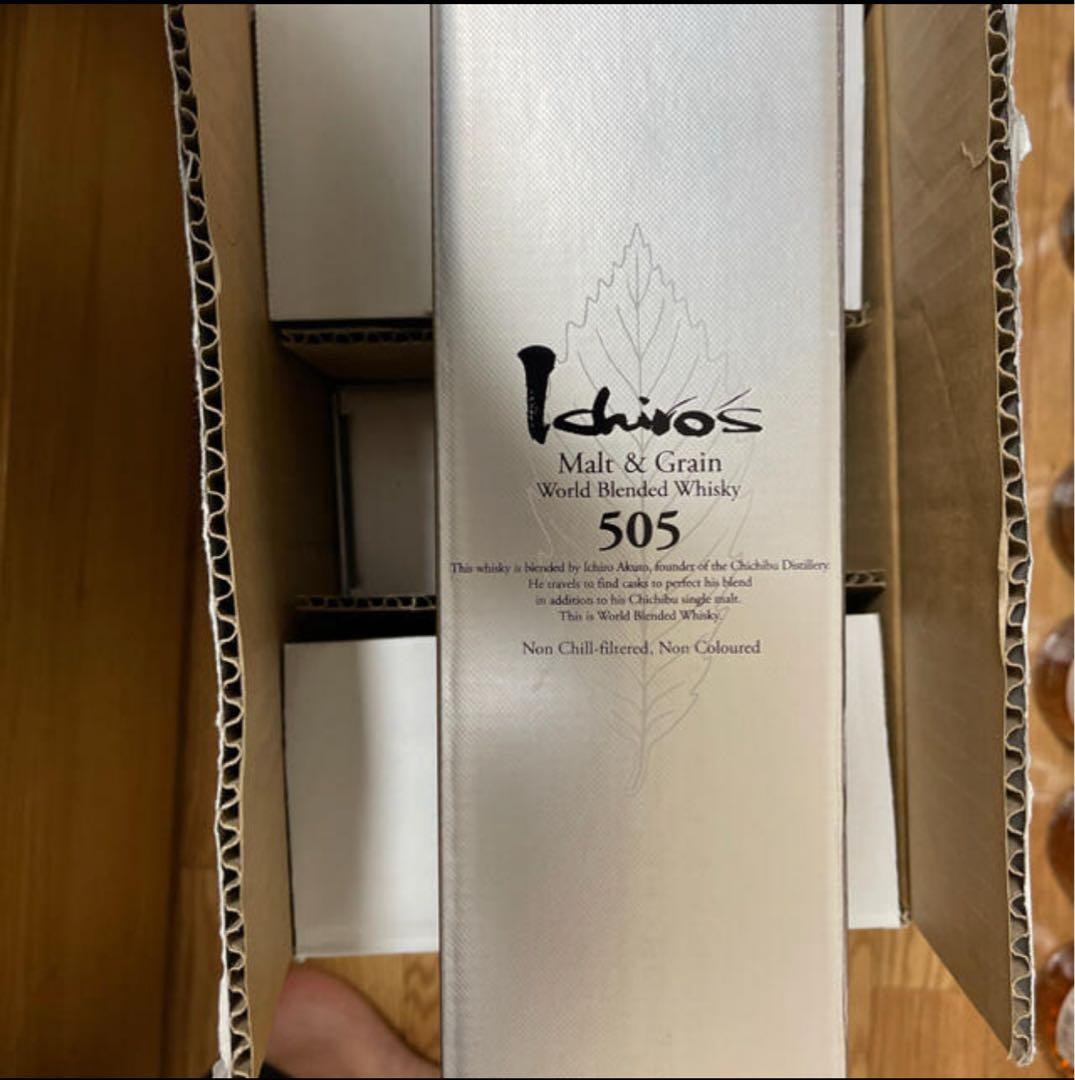 Ichiro's
Malt & Grain
World Blended Whisky
505
This whisky is blended by Ichiro Akuto, founder of the Chichibu Distillery.
He travels to find casks to perfect his blend
in addition to his Chichibu single malt.
This is World Blended Whisky.
Non Chill-filtered, Non Coloured